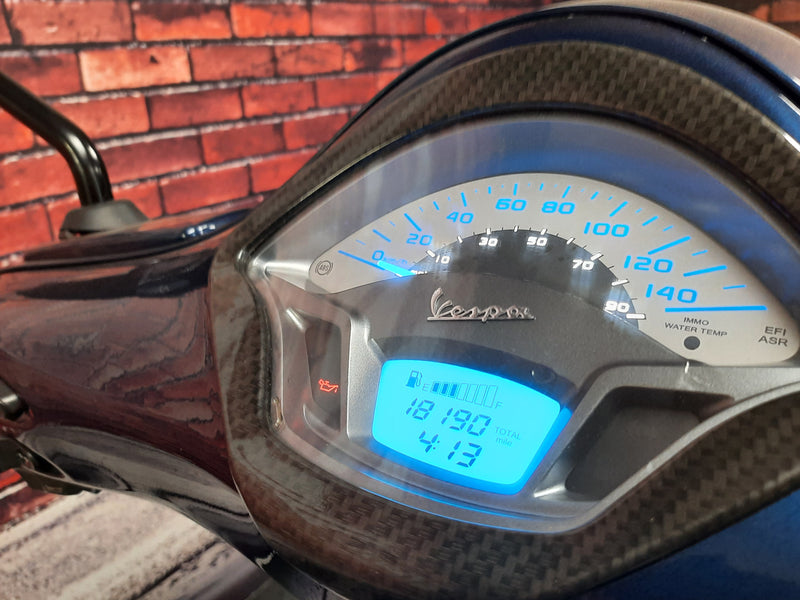 0 20 40 60 80 100 120 140
10 30 50 70 90
ABS
Vespa
IMMO
WATER TEMP
EFI
ASR
E F
18190 TOTAL
mile
4:13